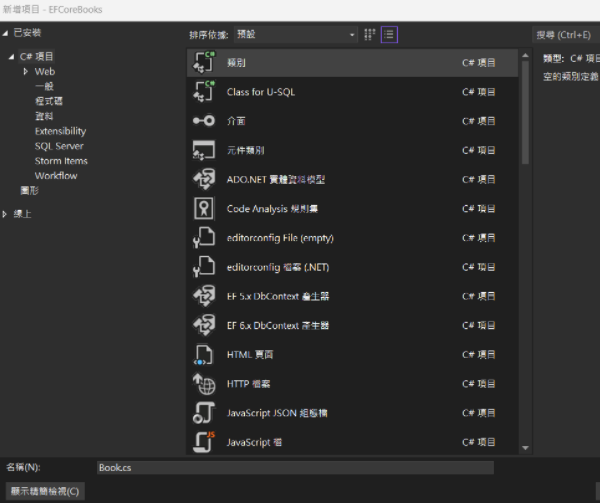 新增項目 - EFCoreBooks
已安裝
排序依據: 預設
搜尋 (Ctrl+E)
C# 項目
Web
一般
程式碼
資料
Extensibility
SQL Server
Storm Items
Workflow
圖形
線上
類別 C# 項目
Class for U-SQL C# 項目
介面 C# 項目
元件類別 C# 項目
ADO.NET 實體資料模型 C# 項目
Code Analysis 規則集 C# 項目
editorconfig File (empty) C# 項目
editorconfig 檔案 (.NET) C# 項目
EF 5.x DbContext 產生器 C# 項目
EF 6.x DbContext 產生器 C# 項目
HTML 頁面 C# 項目
HTTP 檔案 C# 項目
JavaScript JSON 組態檔 C# 項目
JavaScript 檔 C# 項目
類型: C# 項目
空的類別定義
名稱(N): Book.cs
顯示精簡檢視(C)